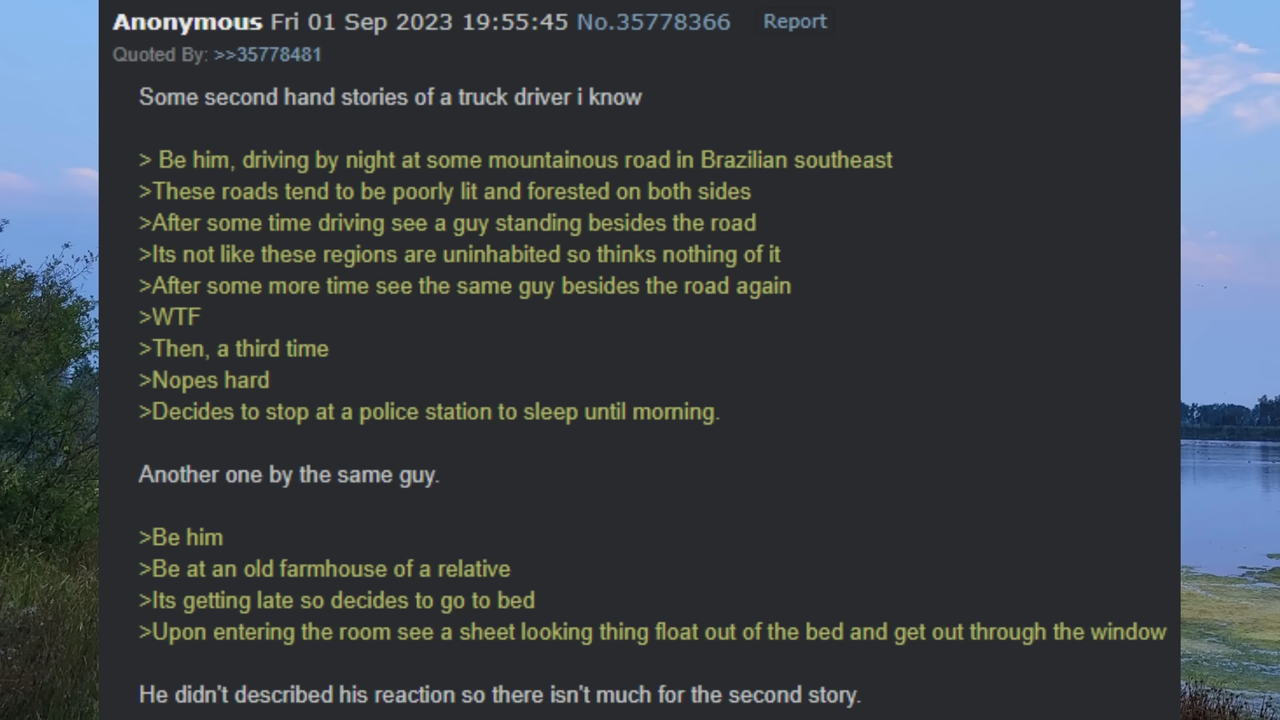 Anonymous Fri 01 Sep 2023 19:55:45 No.35778366 Report
Quoted By: >>35778481
Some second hand stories of a truck driver i know
> Be him, driving by night at some mountainous road in Brazilian southeast
>These roads tend to be poorly lit and forested on both sides
>After some time driving see a guy standing besides the road
>Its not like these regions are uninhabited so thinks nothing of it
>After some more time see the same guy besides the road again
>WTF
>Then, a third time
>Nopes hard
>Decides to stop at a police station to sleep until morning.
Another one by the same guy.
>Be him
>Be at an old farmhouse of a relative
>Its getting late so decides to go to bed
>Upon entering the room see a sheet looking thing float out of the bed and get out through the window
He didn't described his reaction so there isn't much for the second story.